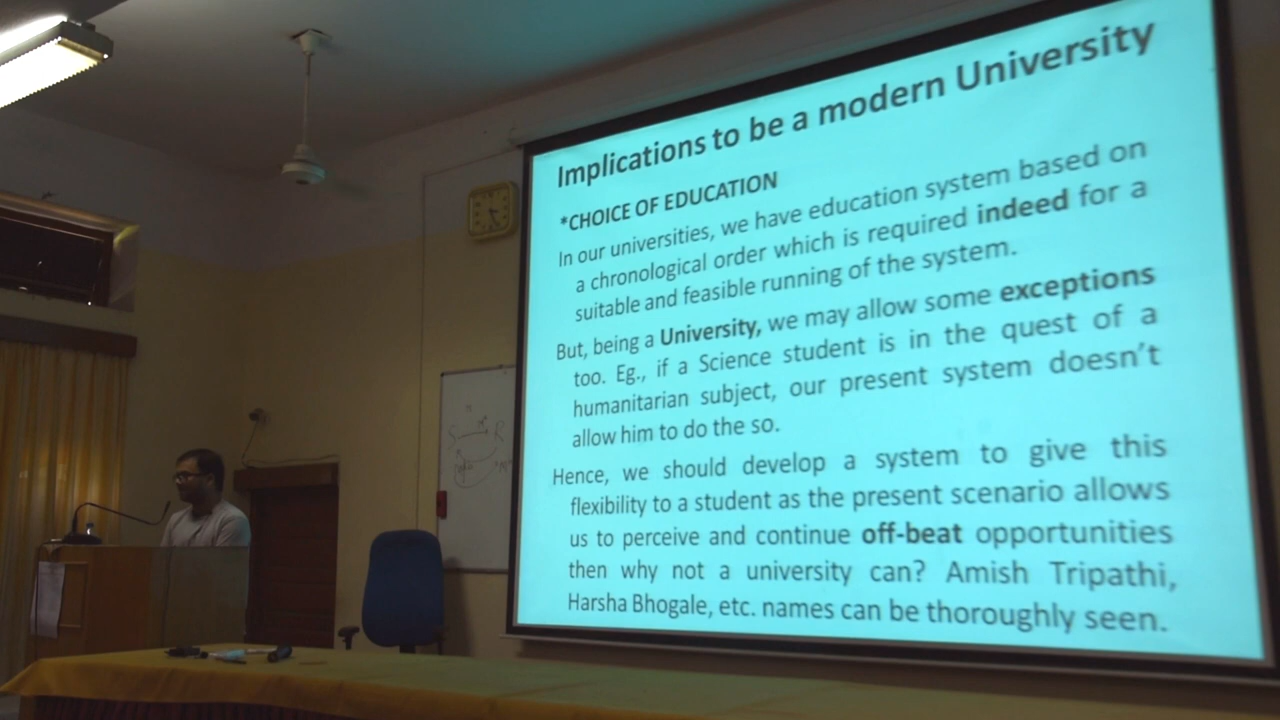 Implications to be a modern University
*CHOICE OF EDUCATION
In our universities, we have education system based on
a chronological order which is required indeed for a
suitable and feasible running of the system.
But, being a University, we may allow some exceptions
too. Eg., if a Science student is in the quest of a
humanitarian subject, our present system doesn't
allow him to do the so.
Hence, we should develop a system to give this
flexibility to a student as the present scenario allows
us to perceive and continue off-beat opportunities
then why not a university can? Amish Tripathi,
Harsha Bhogale, etc. names can be thoroughly seen.